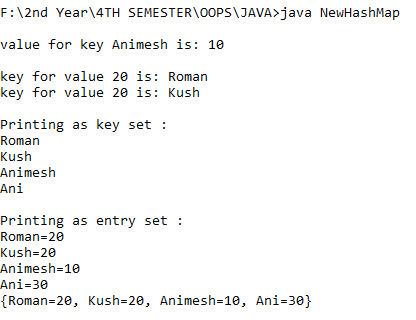 F:\2nd Year\4TH SEMESTER\OOPS\JAVA>java NewHashMap
value for key Animesh is: 10
key for value 20 is: Roman
key for value 20 is: Kush
Printing as key set :
Roman
Kush
Animesh
Ani
Printing as entry set :
Roman=20
Kush=20
Animesh=10
Ani=30
{Roman=20, Kush=20, Animesh=10, Ani=30}